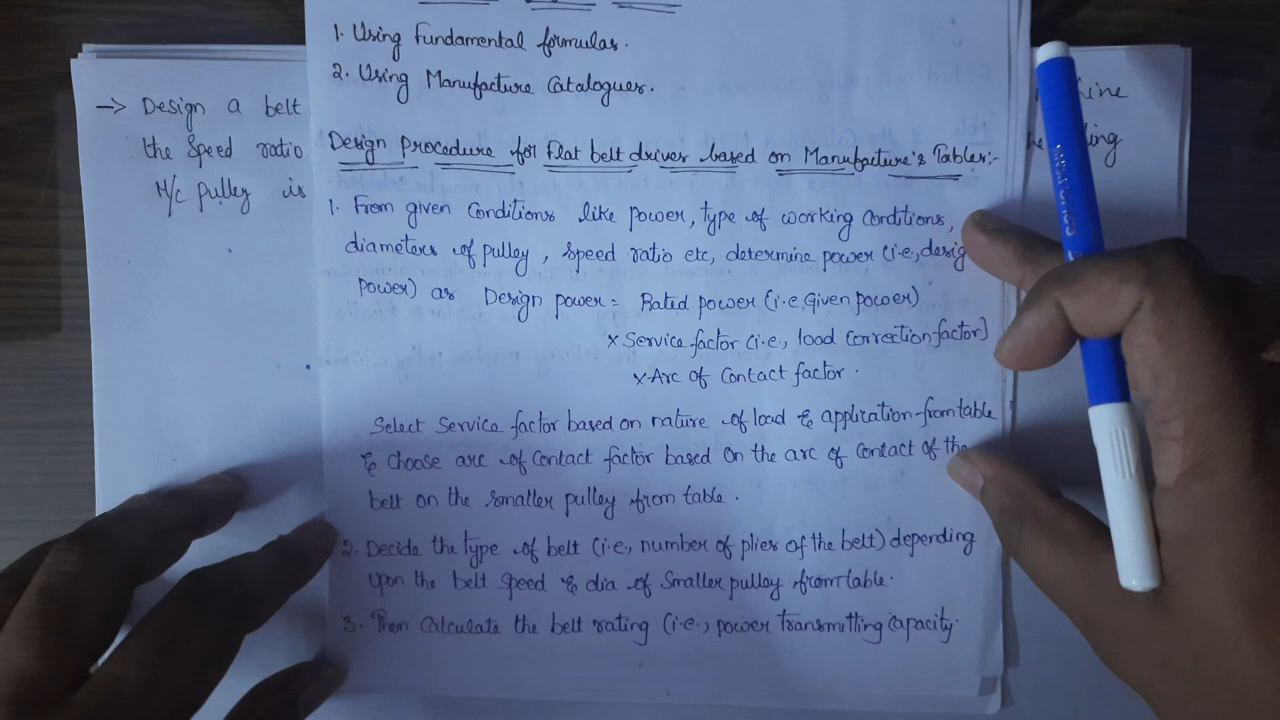 1. Using fundamental formulas.
2. Using Manufacture Catalogues.
Design Procedure for Flat belt drives based on Manufacture's Tables:-
1. From given Conditions like power, type of working conditions,
diameters of pulley, speed ratio etc, determine power (i.e., desig
power) as Design power = Rated power (i.e Given power)
x Service factor (i.e., load correction factor)
x Arc of Contact factor.
Select Service factor based on nature of load & application from table
& choose arc of contact factor based on the arc of contact of the
belt on the smaller pulley from table.
2. Decide the type of belt (i.e., number of plies of the belt) depending
upon the belt speed & dia of smaller pulley from table.
3. Then Calculate the belt rating (i.e., power transmitting capacity
-> Design a belt
the speed ratio
M/c pulley is